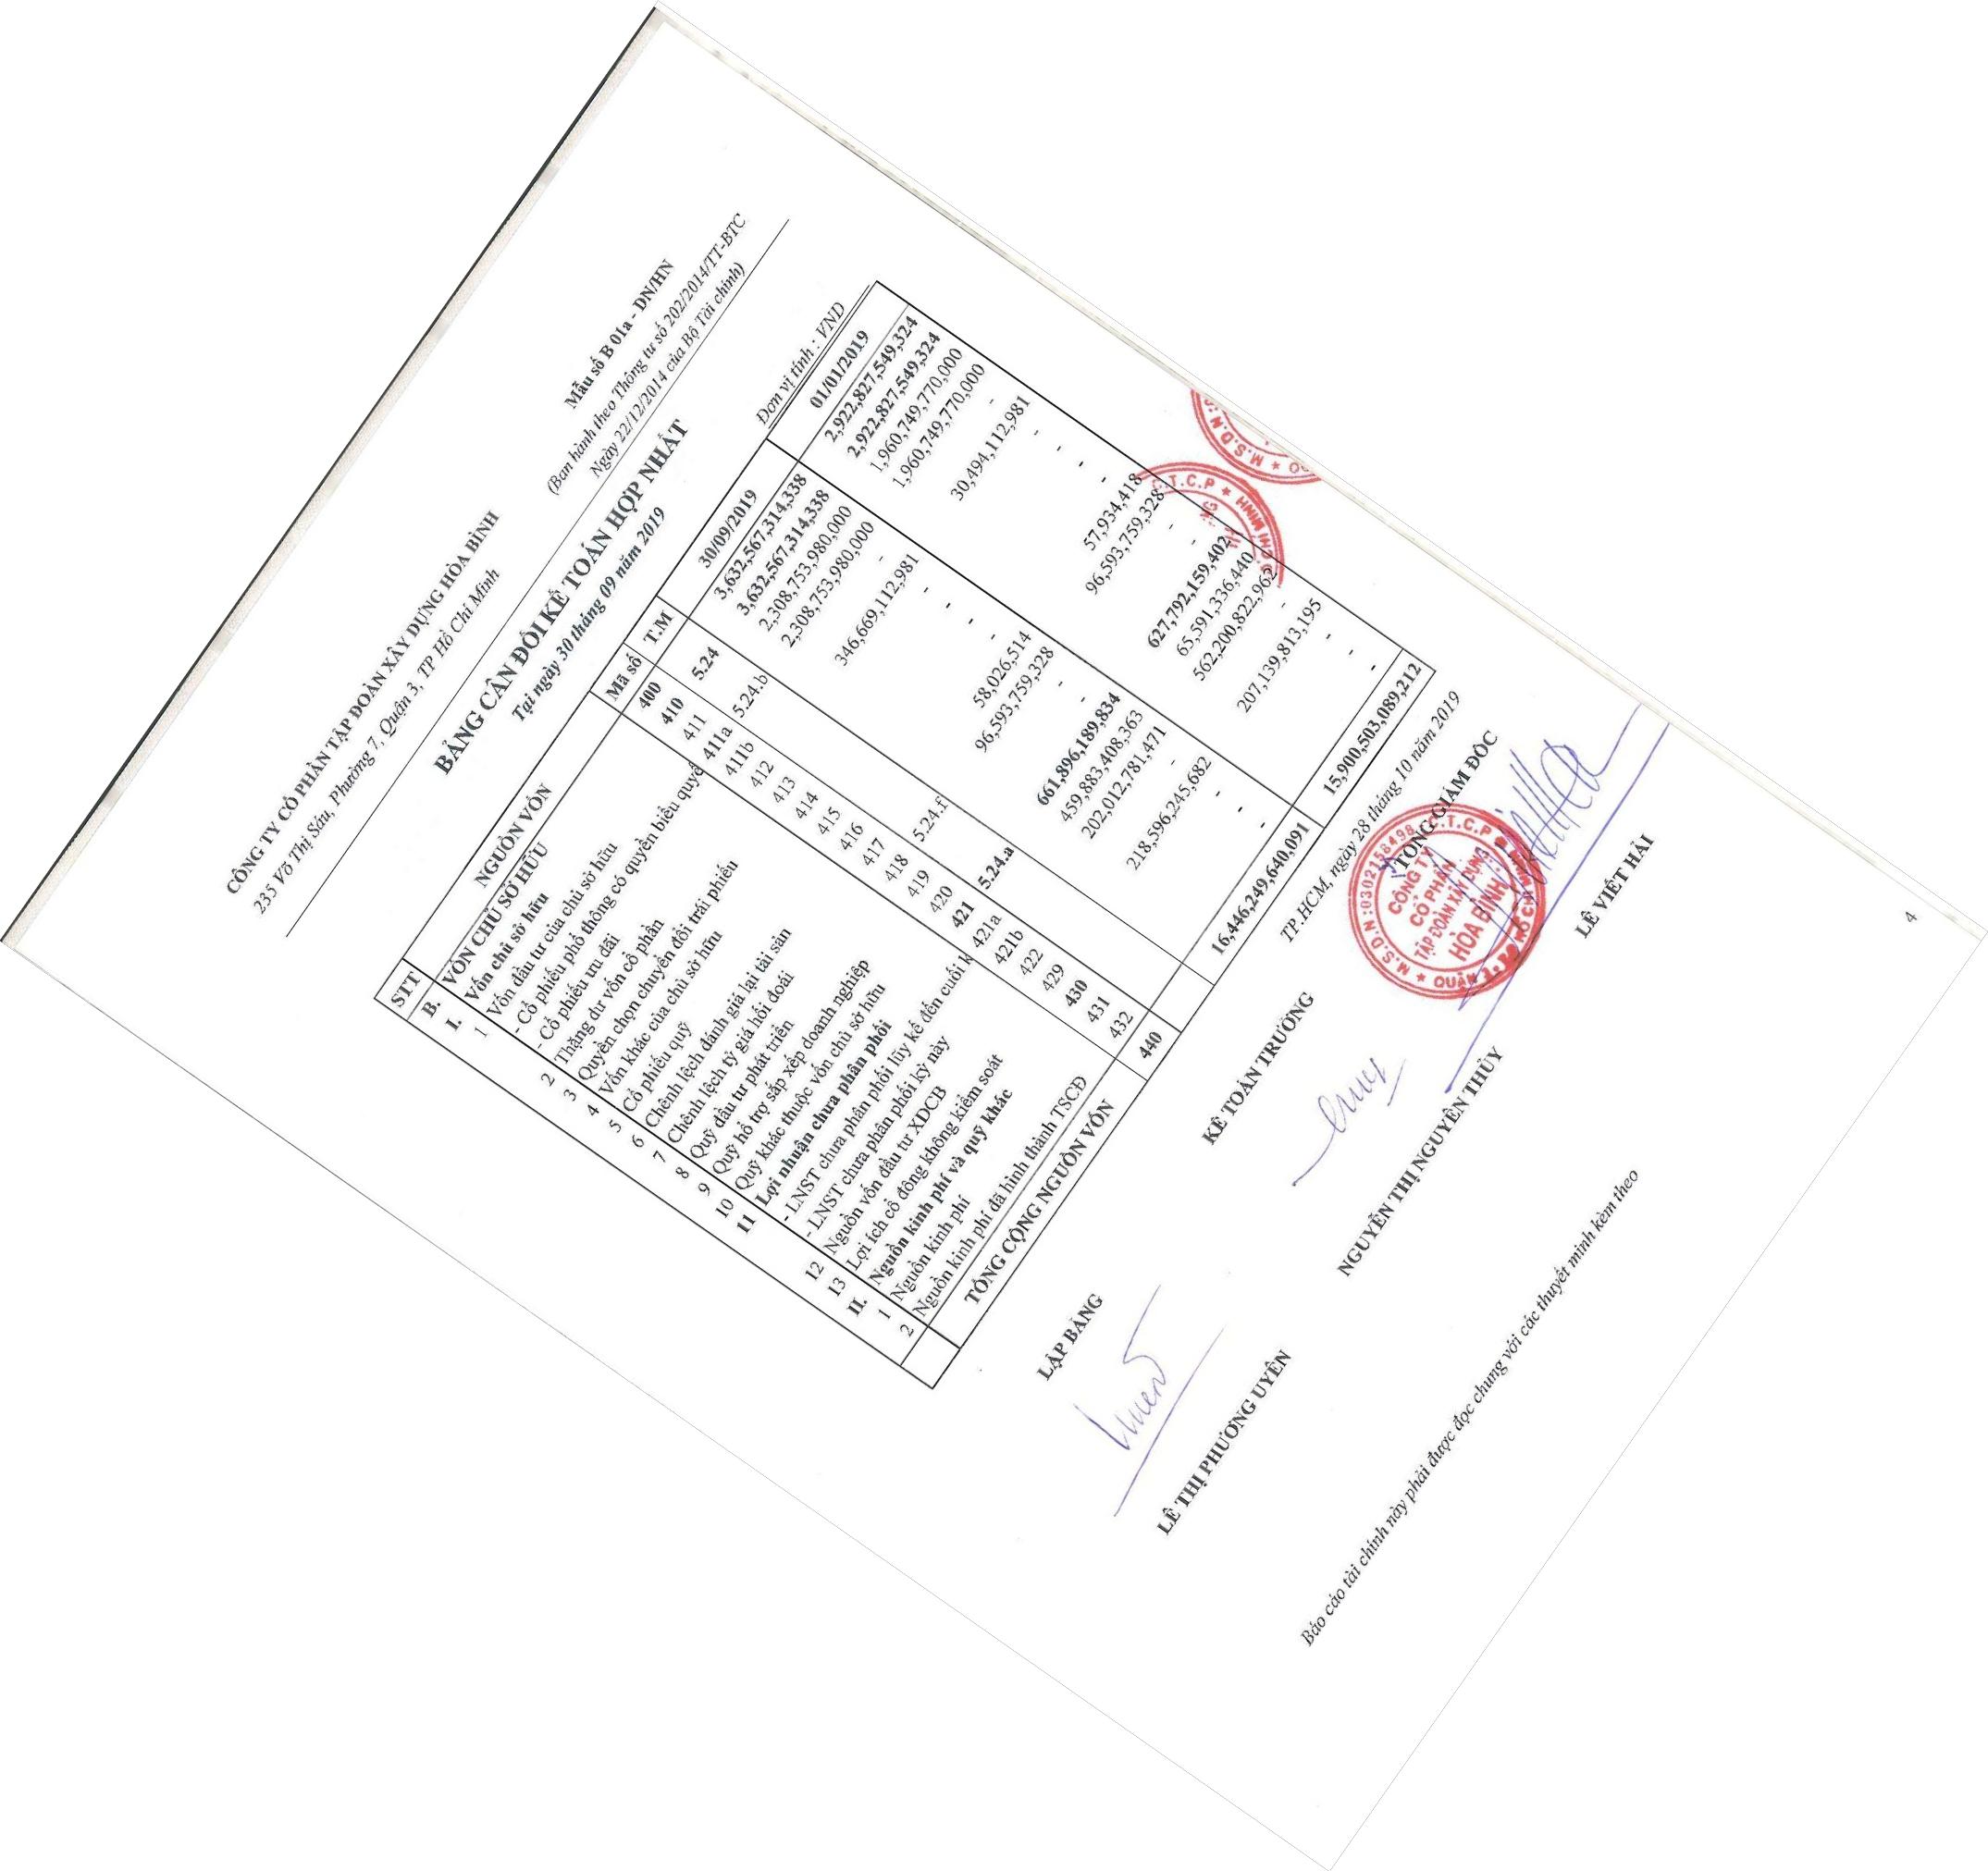 CÔNG TY CỔ PHẦN TẬP ĐOÀN XÂY DỰNG HÒA BÌNH
235 Võ Thị Sáu, Phường 7, Quận 3, TP Hồ Chí Minh
Mẫu số B 01a - DN/HN
(Ban hành theo Thông tư số 202/2014/TT-BTC
Ngày 22/12/2014 của Bộ Tài chính)
BẢNG CÂN ĐỐI KẾ TOÁN HỢP NHẤT
Tại ngày 30 tháng 09 năm 2019
Đơn vị tính : VND
STT NGUỒN VỐN Mã số T.M 30/09/2019 01/01/2019
B. VỐN CHỦ SỞ HỮU 400 3,632,567,314,338 2,922,827,549,324
I. Vốn chủ sở hữu 410 5.24 3,632,567,314,338 2,922,827,549,324
1 Vốn đầu tư của chủ sở hữu 411 2,308,753,980,000 1,960,749,770,000
- Cổ phiếu phổ thông có quyền biểu quyế 411a 5.24.b 2,308,753,980,000 1,960,749,770,000
- Cổ phiếu ưu đãi 411b - -
2 Thặng dư vốn cổ phần 412 346,669,112,981 30,494,112,981
3 Quyền chọn chuyển đổi trái phiếu 413 - -
4 Vốn khác của chủ sở hữu 414 - -
5 Cổ phiếu quỹ 415 - -
6 Chênh lệch đánh giá lại tài sản 416 - -
7 Chênh lệch tỷ giá hối đoái 417 58,026,514 57,934,418
8 Quỹ đầu tư phát triển 418 5.24.f 96,593,759,328 96,593,759,328
9 Quỹ hỗ trợ sắp xếp doanh nghiệp 419 - -
10 Quỹ khác thuộc vốn chủ sở hữu 420 - -
11 Lợi nhuận chưa phân phối 421 5.24.a 661,896,189,834 627,792,159,402
- LNST chưa phân phối lũy kế đến cuối k 421a 459,883,408,363 65,591,336,440
- LNST chưa phân phối kỳ này 421b 202,012,781,471 562,200,822,962
12 Nguồn vốn đầu tư XDCB 422 - -
13 Lợi ích cổ đông không kiểm soát 429 218,596,245,682 207,139,813,195
II. Nguồn kinh phí và quỹ khác 430 - -
1 Nguồn kinh phí 431 - -
2 Nguồn kinh phí đã hình thành TSCĐ 432 - -
TỔNG CỘNG NGUỒN VỐN 440 16,446,249,640,091 15,900,503,089,212
TP.HCM, ngày 28 tháng 10 năm 2019
LẬP BẢNG KẾ TOÁN TRƯỞNG TỔNG GIÁM ĐỐC
M.S.D.N:0302158498 C.T.C.P
CÔNG TY
CỔ PHẦN
TẬP ĐOÀN XÂY DỰNG
HÒA BÌNH
LÊ THỊ PHƯƠNG UYÊN NGUYỄN THỊ NGUYÊN THỦY LÊ VIẾT HẢI
Báo cáo tài chính này phải được đọc chung với các thuyết minh kèm theo
4